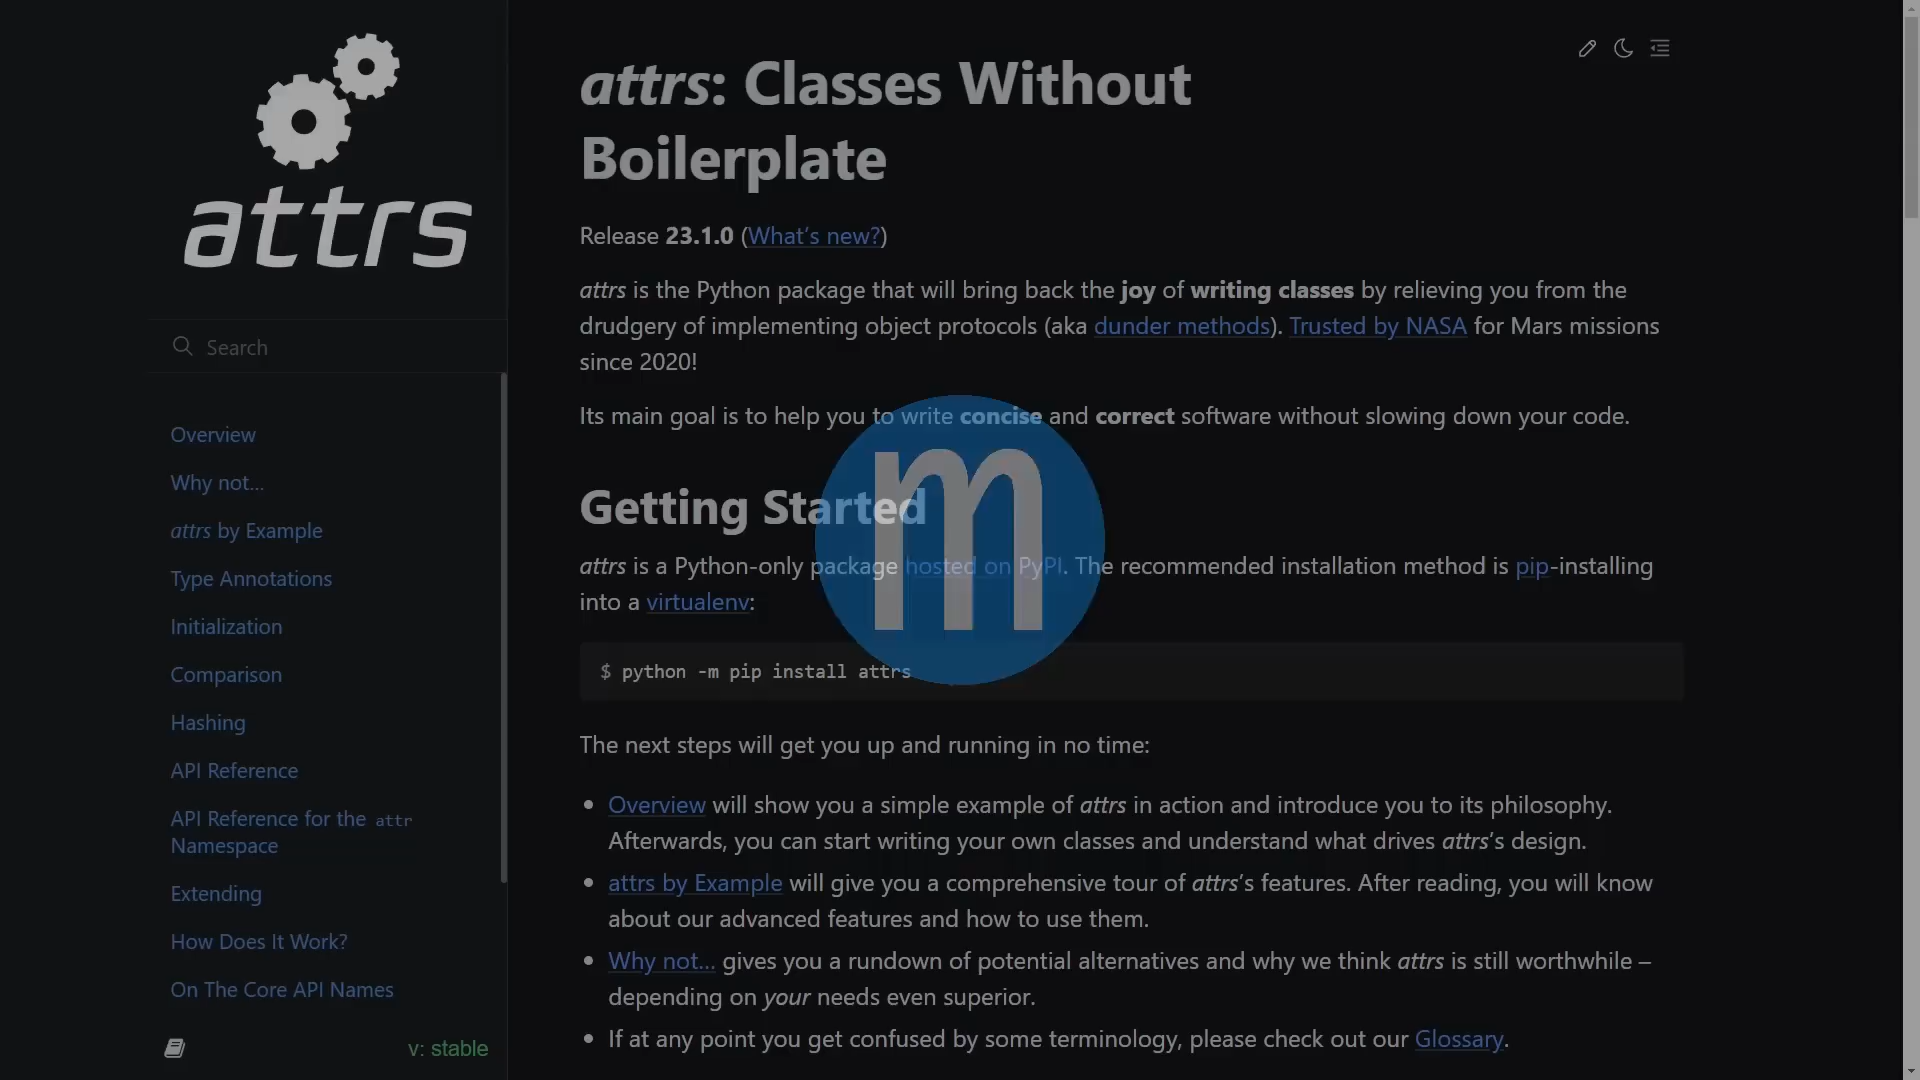 attrs
Search
Overview
Why not…
attrs by Example
Type Annotations
Initialization
Comparison
Hashing
API Reference
API Reference for the attr
Namespace
Extending
How Does It Work?
On The Core API Names
v: stable
attrs: Classes Without
Boilerplate
Release 23.1.0 (What’s new?)
attrs is the Python package that will bring back the joy of writing classes by relieving you from the
drudgery of implementing object protocols (aka dunder methods). Trusted by NASA for Mars missions
since 2020!
Its main goal is to help you to write concise and correct software without slowing down your code.
Getting Started
attrs is a Python-only package hosted on PyPI. The recommended installation method is pip-installing
into a virtualenv:
$ python -m pip install attrs
The next steps will get you up and running in no time:
• Overview will show you a simple example of attrs in action and introduce you to its philosophy.
Afterwards, you can start writing your own classes and understand what drives attrs’s design.
• attrs by Example will give you a comprehensive tour of attrs’s features. After reading, you will know
about our advanced features and how to use them.
• Why not… gives you a rundown of potential alternatives and why we think attrs is still worthwhile –
depending on your needs even superior.
• If at any point you get confused by some terminology, please check out our Glossary.
m